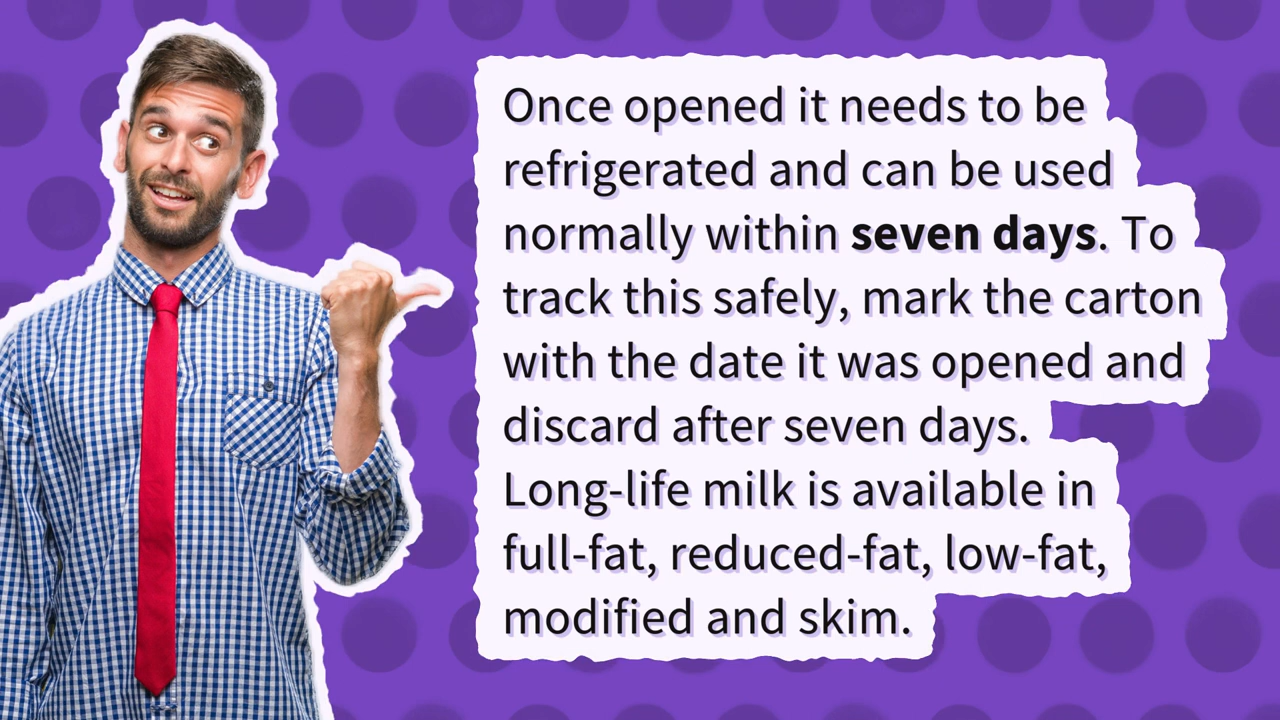 Once opened it needs to be
refrigerated and can be used
normally within seven days. To
track this safely, mark the carton
with the date it was opened and
discard after seven days.
Long-life milk is available in
full-fat, reduced-fat, low-fat,
modified and skim.